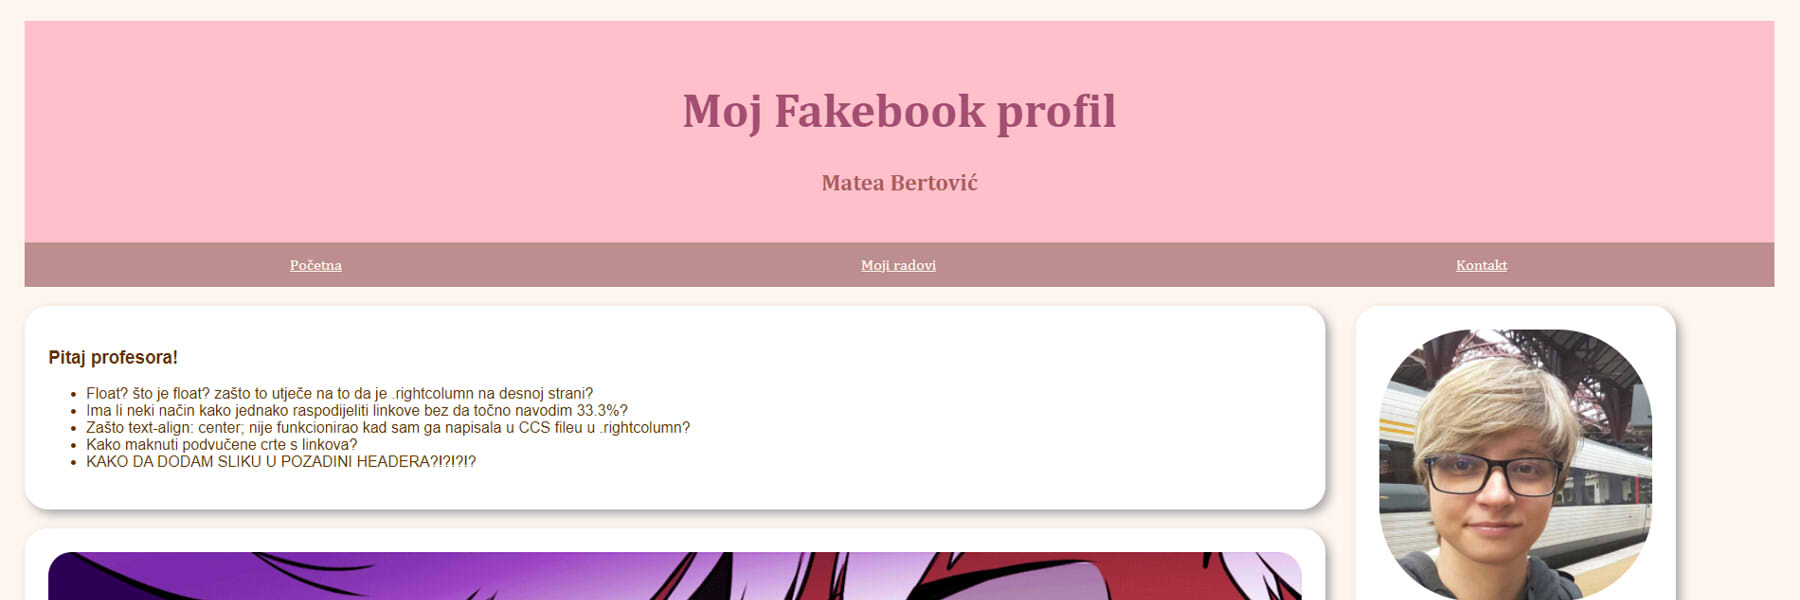 Moj Fakebook profil
Matea Bertović
Početna Moji radovi Kontakt
Pitaj profesora!
Float? što je float? zašto to utječe na to da je .rightcolumn na desnoj strani?
Ima li neki način kako jednako raspodijeliti linkove bez da točno navodim 33.3%?
Zašto text-align: center; nije funkcionirao kad sam ga napisala u CCS fileu u .rightcolumn?
Kako maknuti podvučene crte s linkova?
KAKO DA DODAM SLIKU U POZADINI HEADERA?!?!?!?